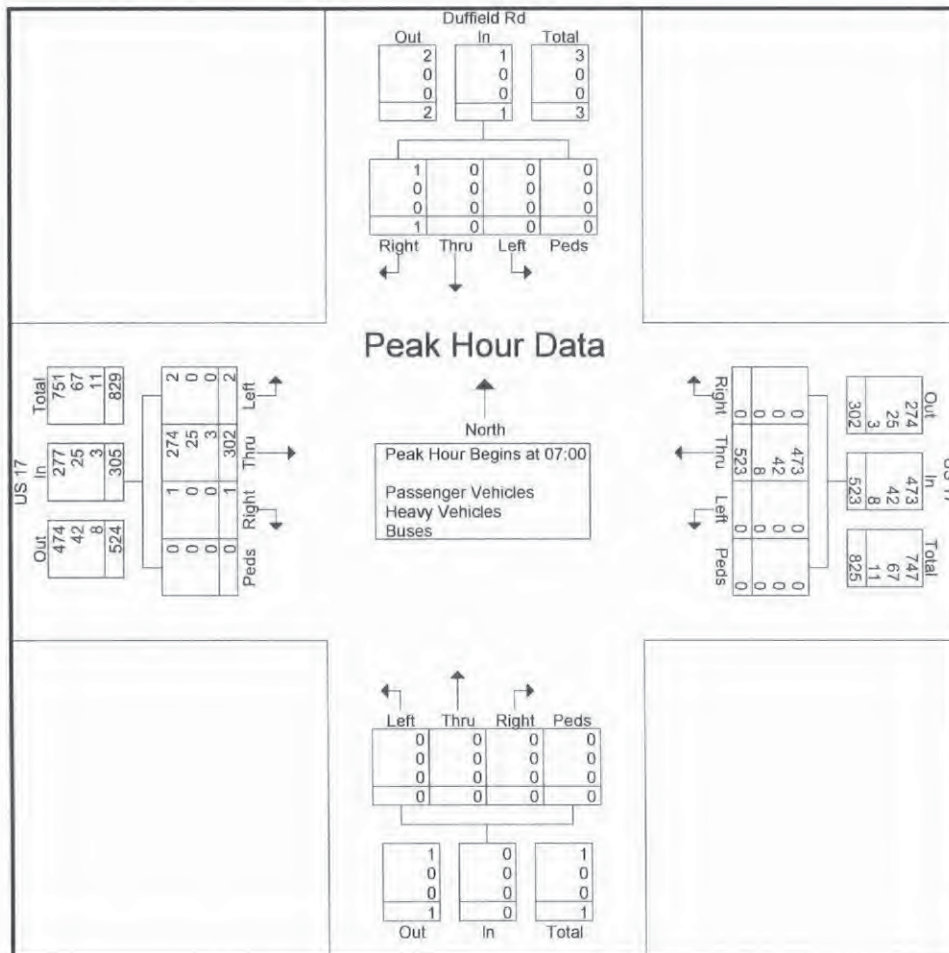 Duffield Rd
Out In Total
2 1 3
0 0 0
0 0 0
2 1 3
1 0 0 0
0 0 0 0
0 0 0 0
1 0 0 0
Right Thru Left Peds
Peak Hour Data
North
Peak Hour Begins at 07:00
Passenger Vehicles
Heavy Vehicles
Buses
US 17
Total In Out
751 277 474
67 25 42
11 3 8
829 305 524
2 274 1 0
0 25 0 0
0 3 0 0
2 302 1 0
Left Thru Right Peds
Right Thru Left Peds
0 473 0 0
0 42 0 0
0 8 0 0
0 523 0 0
Out In Total
274 473 747
25 42 67
3 8 11
302 523 825
US 17
Left Thru Right Peds
0 0 0 0
0 0 0 0
0 0 0 0
0 0 0 0
1 0 1
0 0 0
0 0 0
1 0 1
Out In Total